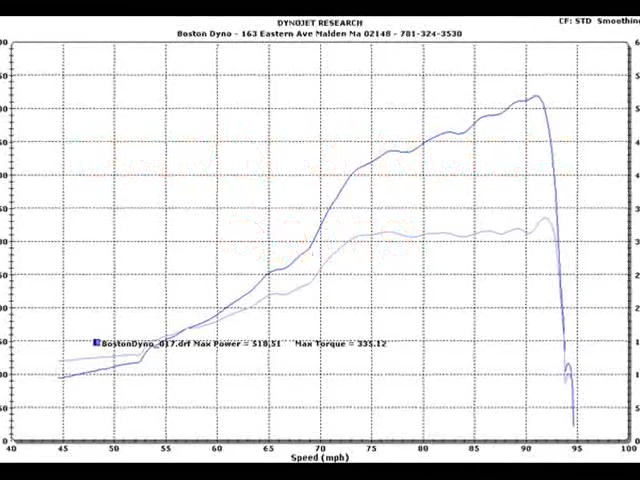 DYNOJET RESEARCH
CF: STD Smoothing
Boston Dyno - 163 Eastern Ave Malden Ma 02148 - 781-324-3530
BostonDyno_017.drf Max Power = 518.51 Max Torque = 335.12
40 45 50 55 60 65 70 75 80 85 90 95 100
Speed (mph)